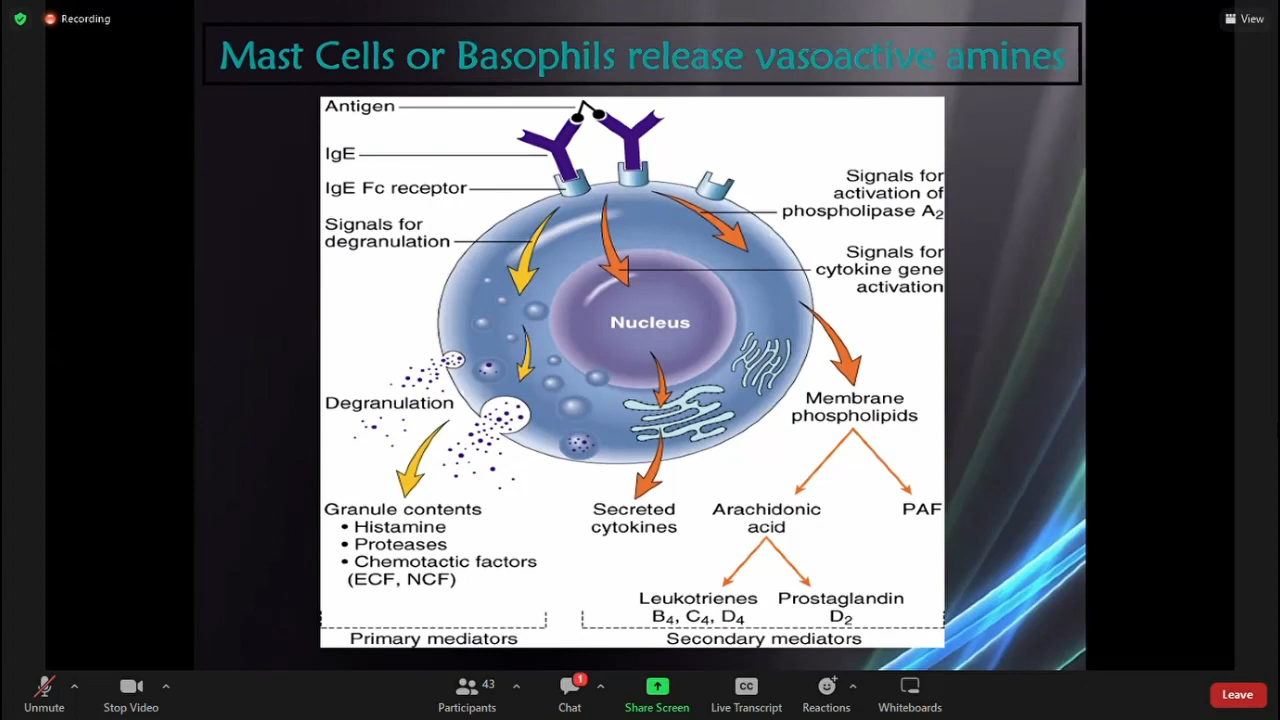 Recording
View
Mast Cells or Basophils release vasoactive amines
Antigen
IgE
IgE Fc receptor
Signals for
degranulation
Signals for
activation of
phospholipase A₂
Signals for
cytokine gene
activation
Nucleus
Degranulation
Membrane
phospholipids
Granule contents
• Histamine
• Proteases
• Chemotactic factors
(ECF, NCF)
Secreted
cytokines
Arachidonic
acid
PAF
Leukotrienes
B₄, C₄, D₄
Prostaglandin
D₂
Primary mediators
Secondary mediators
Unmute
Stop Video
43
Participants
1
Chat
Share Screen
CC
Live Transcript
Reactions
Whiteboards
Leave